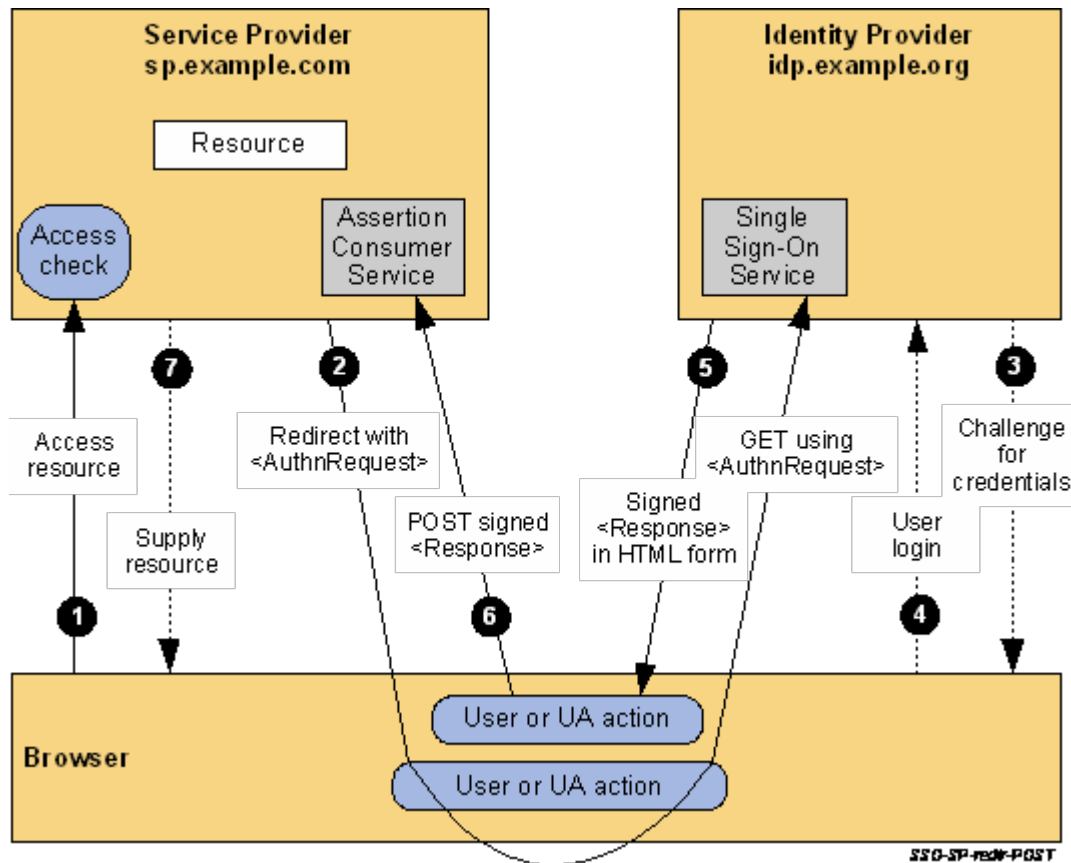 Service Provider
sp.example.com
Identity Provider
idp.example.org
Resource
Access
check
Assertion
Consumer
Service
Single
Sign-On
Service
7
2
5
3
Access
resource
Redirect with
<AuthnRequest>
GET using
<AuthnRequest>
Challenge
for
credentials
Supply
resource
POST signed
<Response>
Signed
<Response>
in HTML form
User
login
1
6
4
User or UA action
Browser
User or UA action
SSO-SP-redir-POST